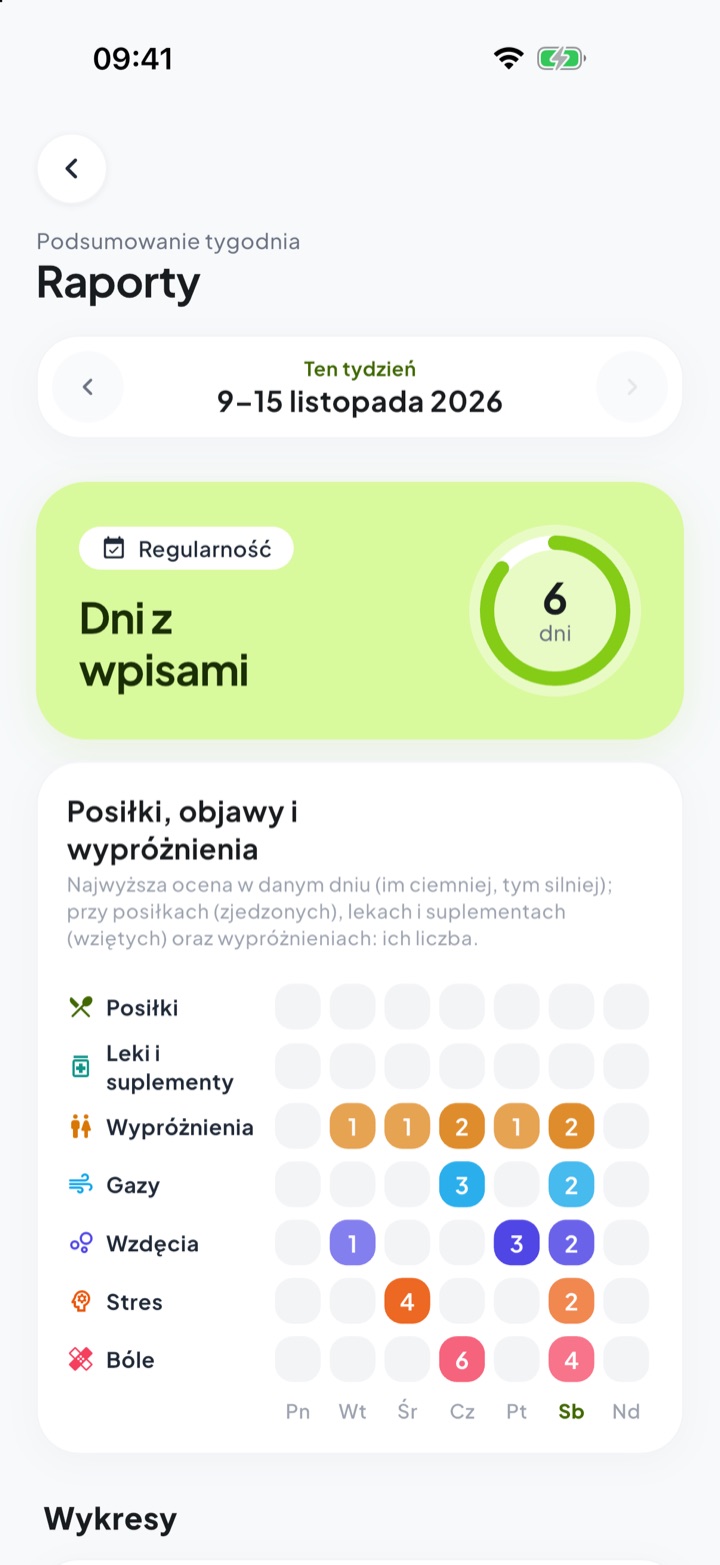 09:41
Podsumowanie tygodnia
Raporty
Ten tydzień
9–15 listopada 2026
Regularność
Dni z
wpisami
6
dni
Posiłki, objawy i
wypróżnienia
Najwyższa ocena w danym dniu (im ciemniej, tym silniej);
przy posiłkach (zjedzonych), lekach i suplementach
(wziętych) oraz wypróżnieniach: ich liczba.
Posiłki
Leki i
suplementy
Wypróżnienia 1 1 2 1 2
Gazy 3 2
Wzdęcia 1 3 2
Stres 4 2
Bóle 6 4
Pn Wt Śr Cz Pt Sb Nd
Wykresy